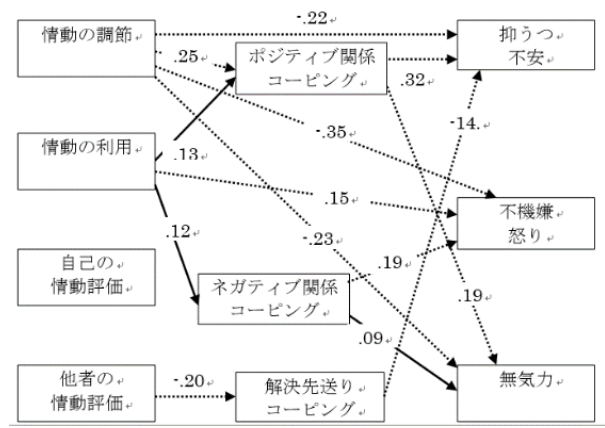 -.22
情動の調節
抑うつ
不安
.25
ポジティブ関係
コーピング
.32
-14.
情動の利用
.13
-.35
.15
不機嫌
怒り
.12
-.23
自己の
情動評価
.19
ネガティブ関係
コーピング
.19
.09
他者の
情動評価
-.20
解決先送り
コーピング
無気力